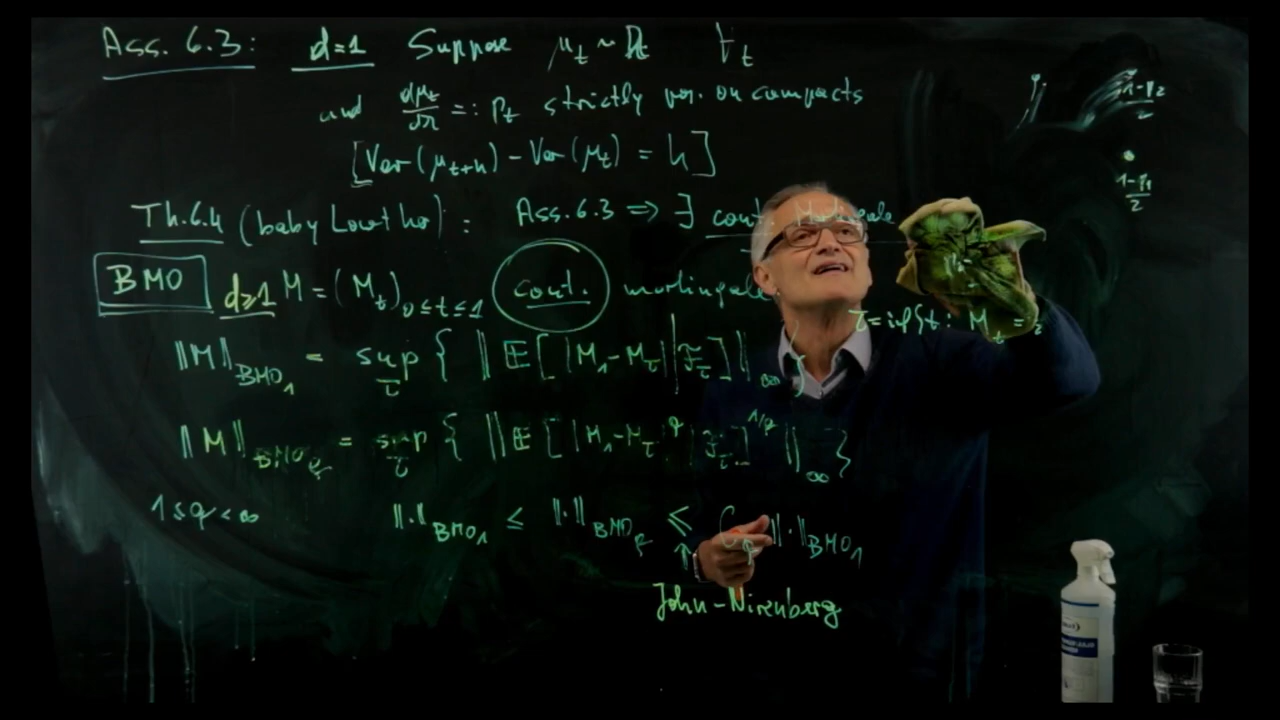 Ass. 6.3: d=1 Suppose μ_t ~ ∀_t
and dμ_t/dλ =: p_t strictly pos. on compacts
[Var(μ_{t+h}) - Var(μ_t) = h]
Th. 6.4 (baby Lowther): Ass. 6.3 ⇒ ∃ cont. Martingale
BMO d≥1 M = (M_t)_{0≤t≤1} cont. martingale
τ = inf{t: M_t =
||M||_{BMO_1} = sup_τ { || 𝔼[ |M_1 - M_τ| | ℱ_τ ] ||_∞ }
||M||_{BMO_q} = sup_τ { || 𝔼[ |M_1 - M_τ|^q | ℱ_τ ]^{1/q} ||_∞ }
1≤q<∞ ||·||_{BMO_1} ≤ ||·||_{BMO_q} ≤ C_q ||·||_{BMO_1}
↑
John-Nirenberg
1-p_2/2
1-p_1/2